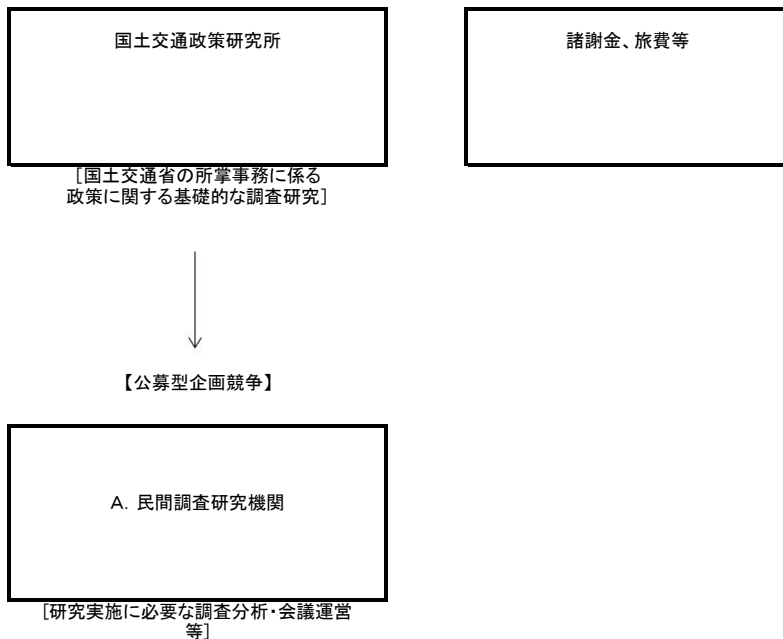 国土交通政策研究所
諸謝金、旅費等
[国土交通省の所掌事務に係る
政策に関する基礎的な調査研究]
【公募型企画競争】
A. 民間調査研究機関
[研究実施に必要な調査分析・会議運営
等]